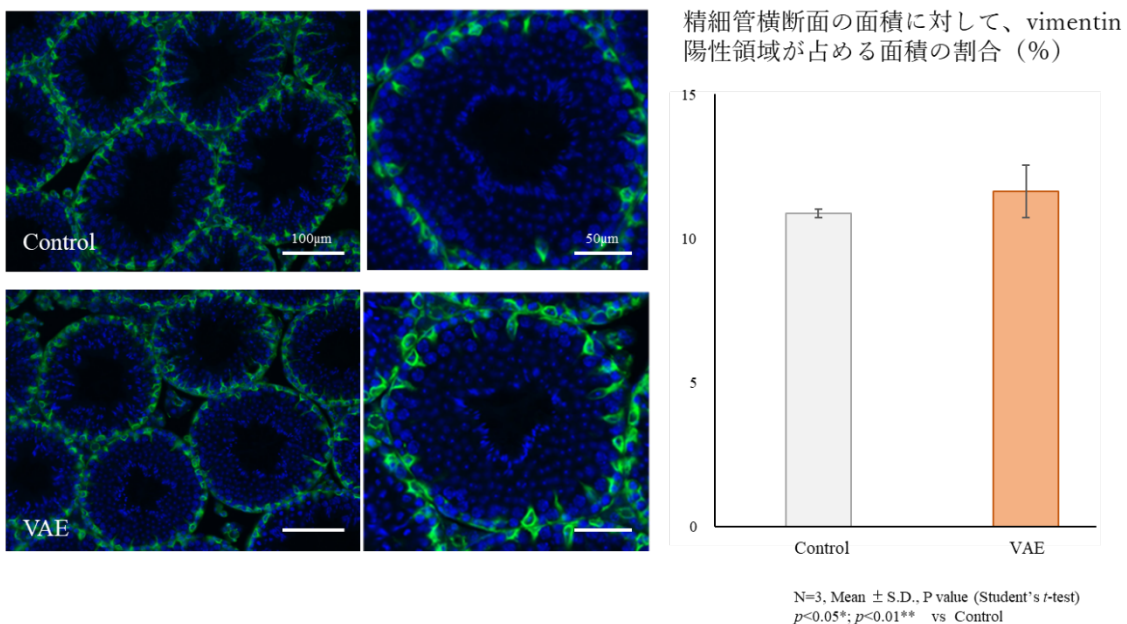 精細管横断面の面積に対して、vimentin
陽性領域が占める面積の割合（%）
Control
100μm
50μm
VAE
15
10
5
0
Control
VAE
N=3, Mean ± S.D., P value (Student's t-test)
p<0.05*; p<0.01** vs Control